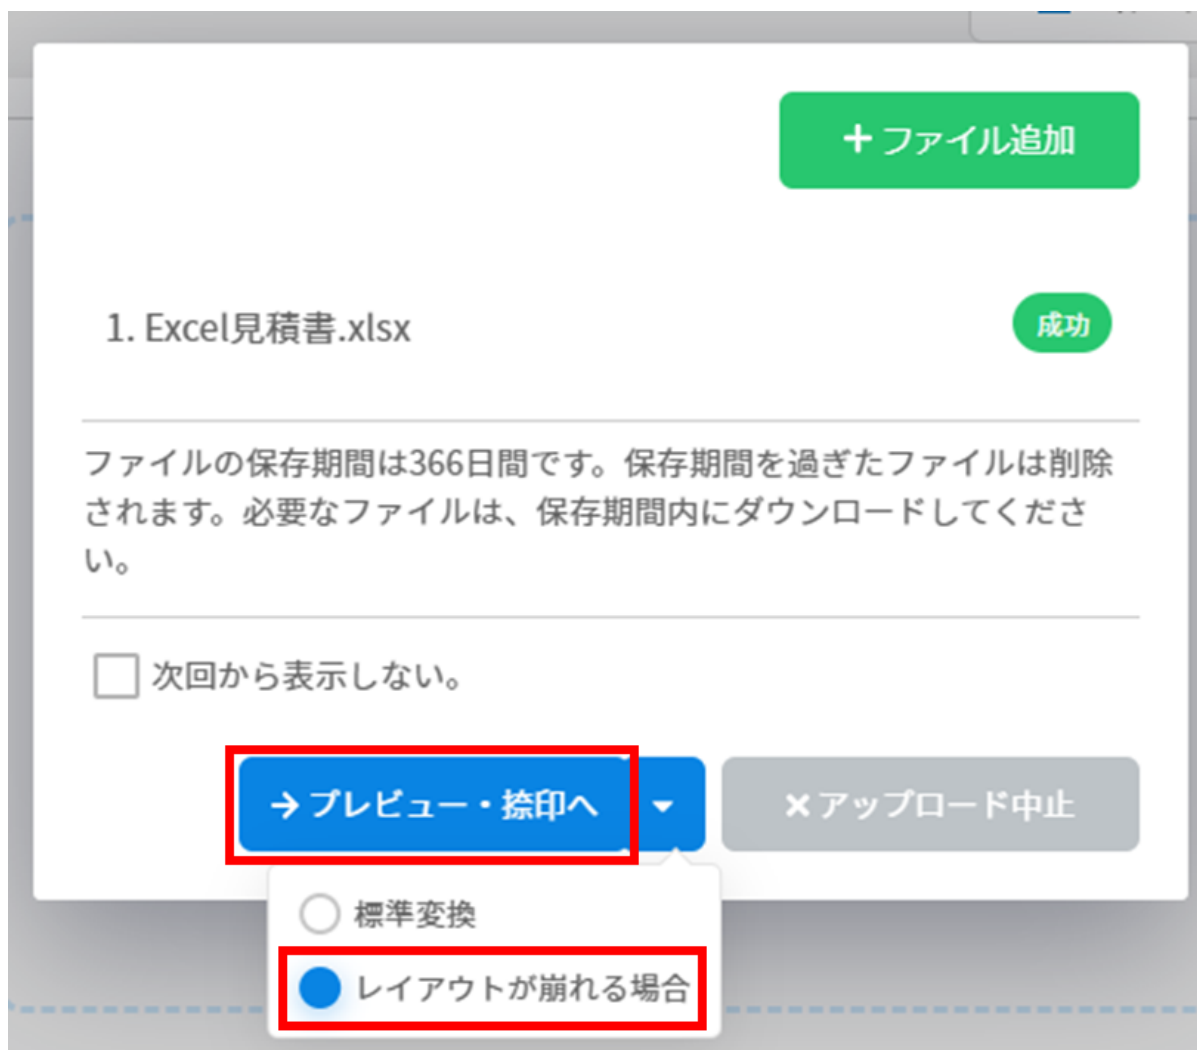 +ファイル追加
1. Excel見積書.xlsx
成功
ファイルの保存期間は366日間です。保存期間を過ぎたファイルは削除
されます。必要なファイルは、保存期間内にダウンロードしてくださ
い。
次回から表示しない。
→プレビュー・捺印へ
×アップロード中止
標準変換
レイアウトが崩れる場合